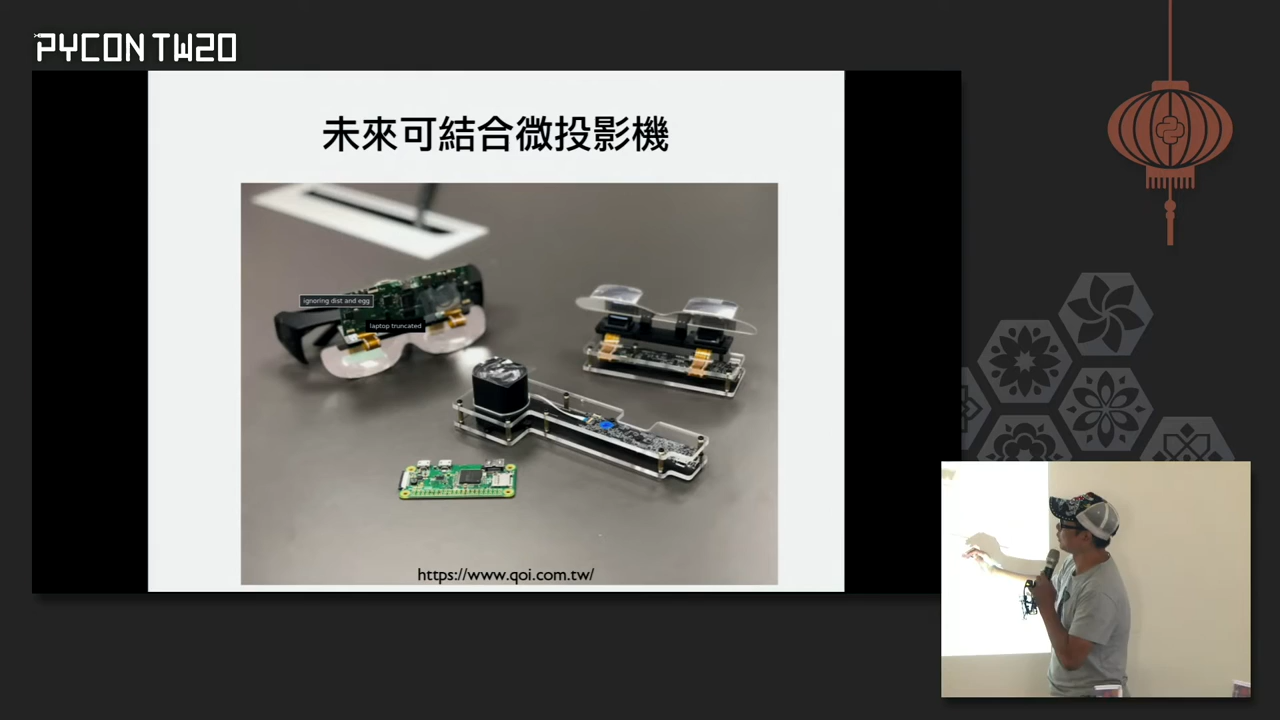 PYCON TW20
未來可結合微投影機
ignoring dist and egg
laptop truncated
https://www.qoi.com.tw/